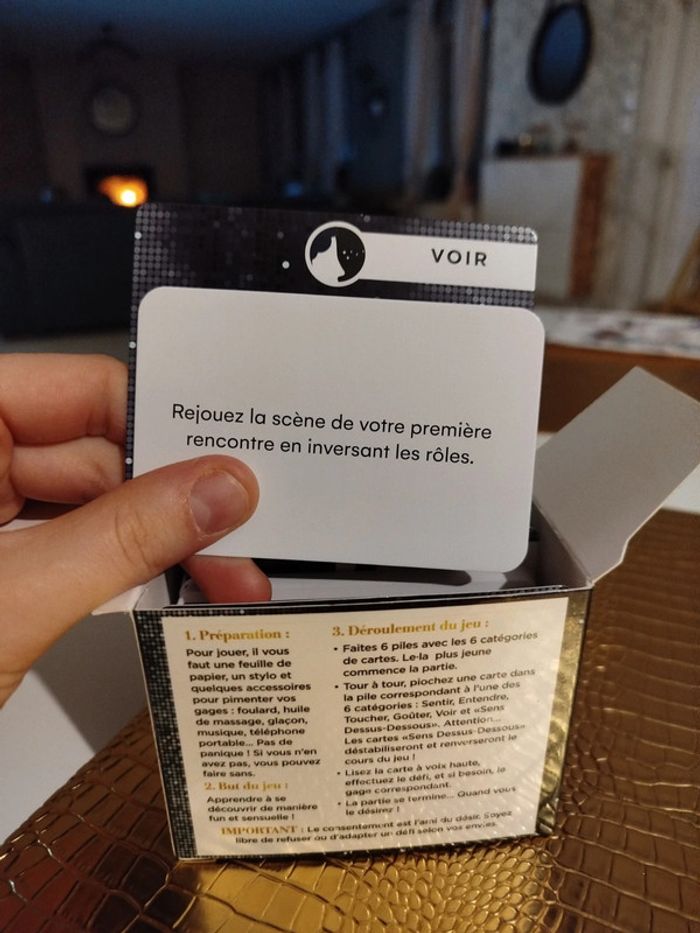 VOIR
Rejouez la scène de votre première
rencontre en inversant les rôles.
1. Préparation :
Pour jouer, il vous
faut une feuille de
papier, un stylo et
quelques accessoires
pour pimenter vos
gages : foulard, huile
de massage, glaçon,
musique, téléphone
portable... Pas de
panique ! Si vous n'en
avez pas, vous pouvez
faire sans.
2. But du jeu :
Apprendre à se
découvrir de manière
fun et sensuelle !
3. Déroulement du jeu :
• Faites 6 piles avec les 6 catégories
de cartes. Le·la plus jeune
commence la partie.
• Tour à tour, piochez une carte dans
la pile correspondant à l'une des
6 catégories : Sentir, Entendre,
Toucher, Goûter, Voir et «Sens
Dessus-Dessous». Attention...
Les cartes «Sens Dessus-Dessous»
déstabiliseront et renverseront le
cours du jeu !
• Lisez la carte à voix haute,
effectuez le défi, et si besoin, le
gage correspondant.
• La partie se termine... Quand vous
le désirez !
IMPORTANT : Le consentement est l'ami du désir. Soyez
libre de refuser ou d'adapter un défi selon vos envies.